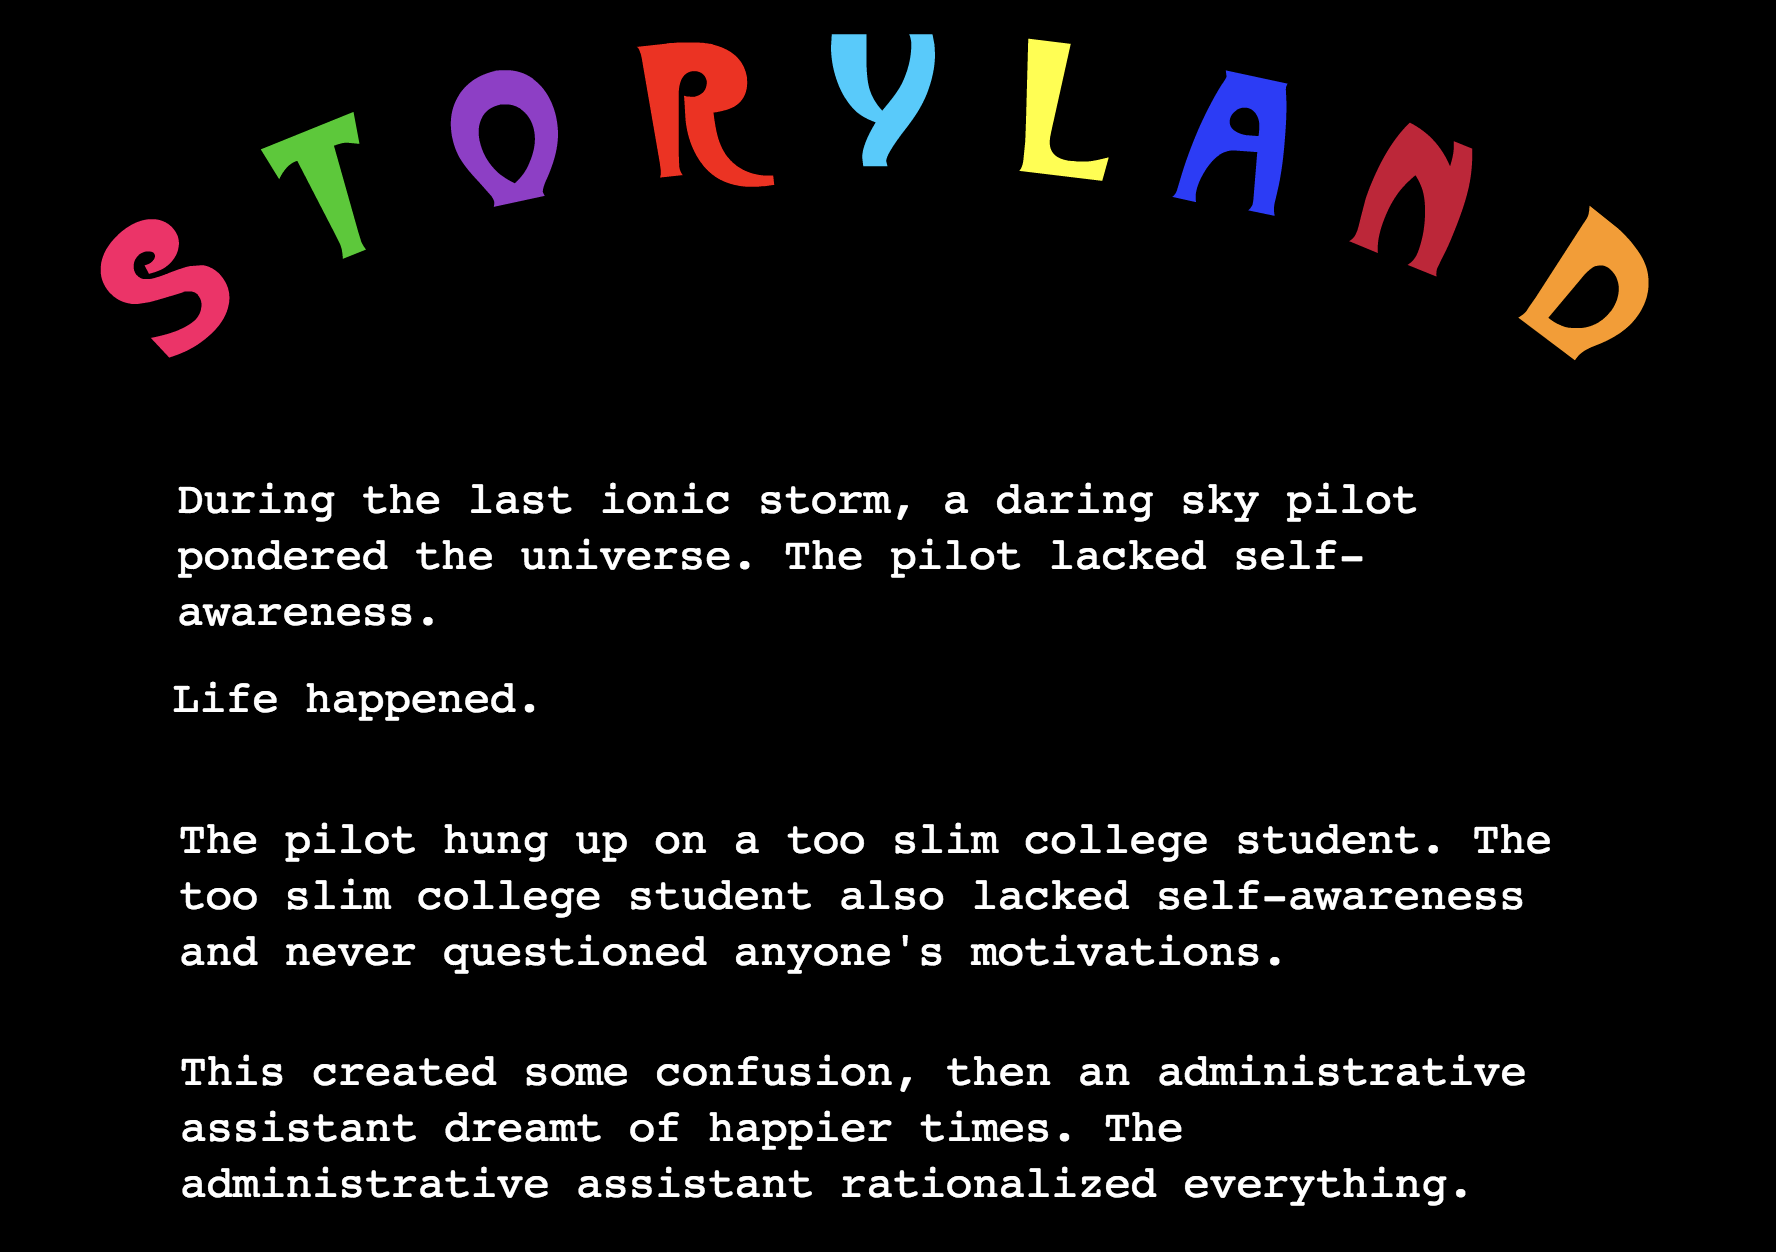 STORYLAND
During the last ionic storm, a daring sky pilot
pondered the universe. The pilot lacked self-
awareness.
Life happened.
The pilot hung up on a too slim college student. The
too slim college student also lacked self-awareness
and never questioned anyone's motivations.
This created some confusion, then an administrative
assistant dreamt of happier times. The
administrative assistant rationalized everything.